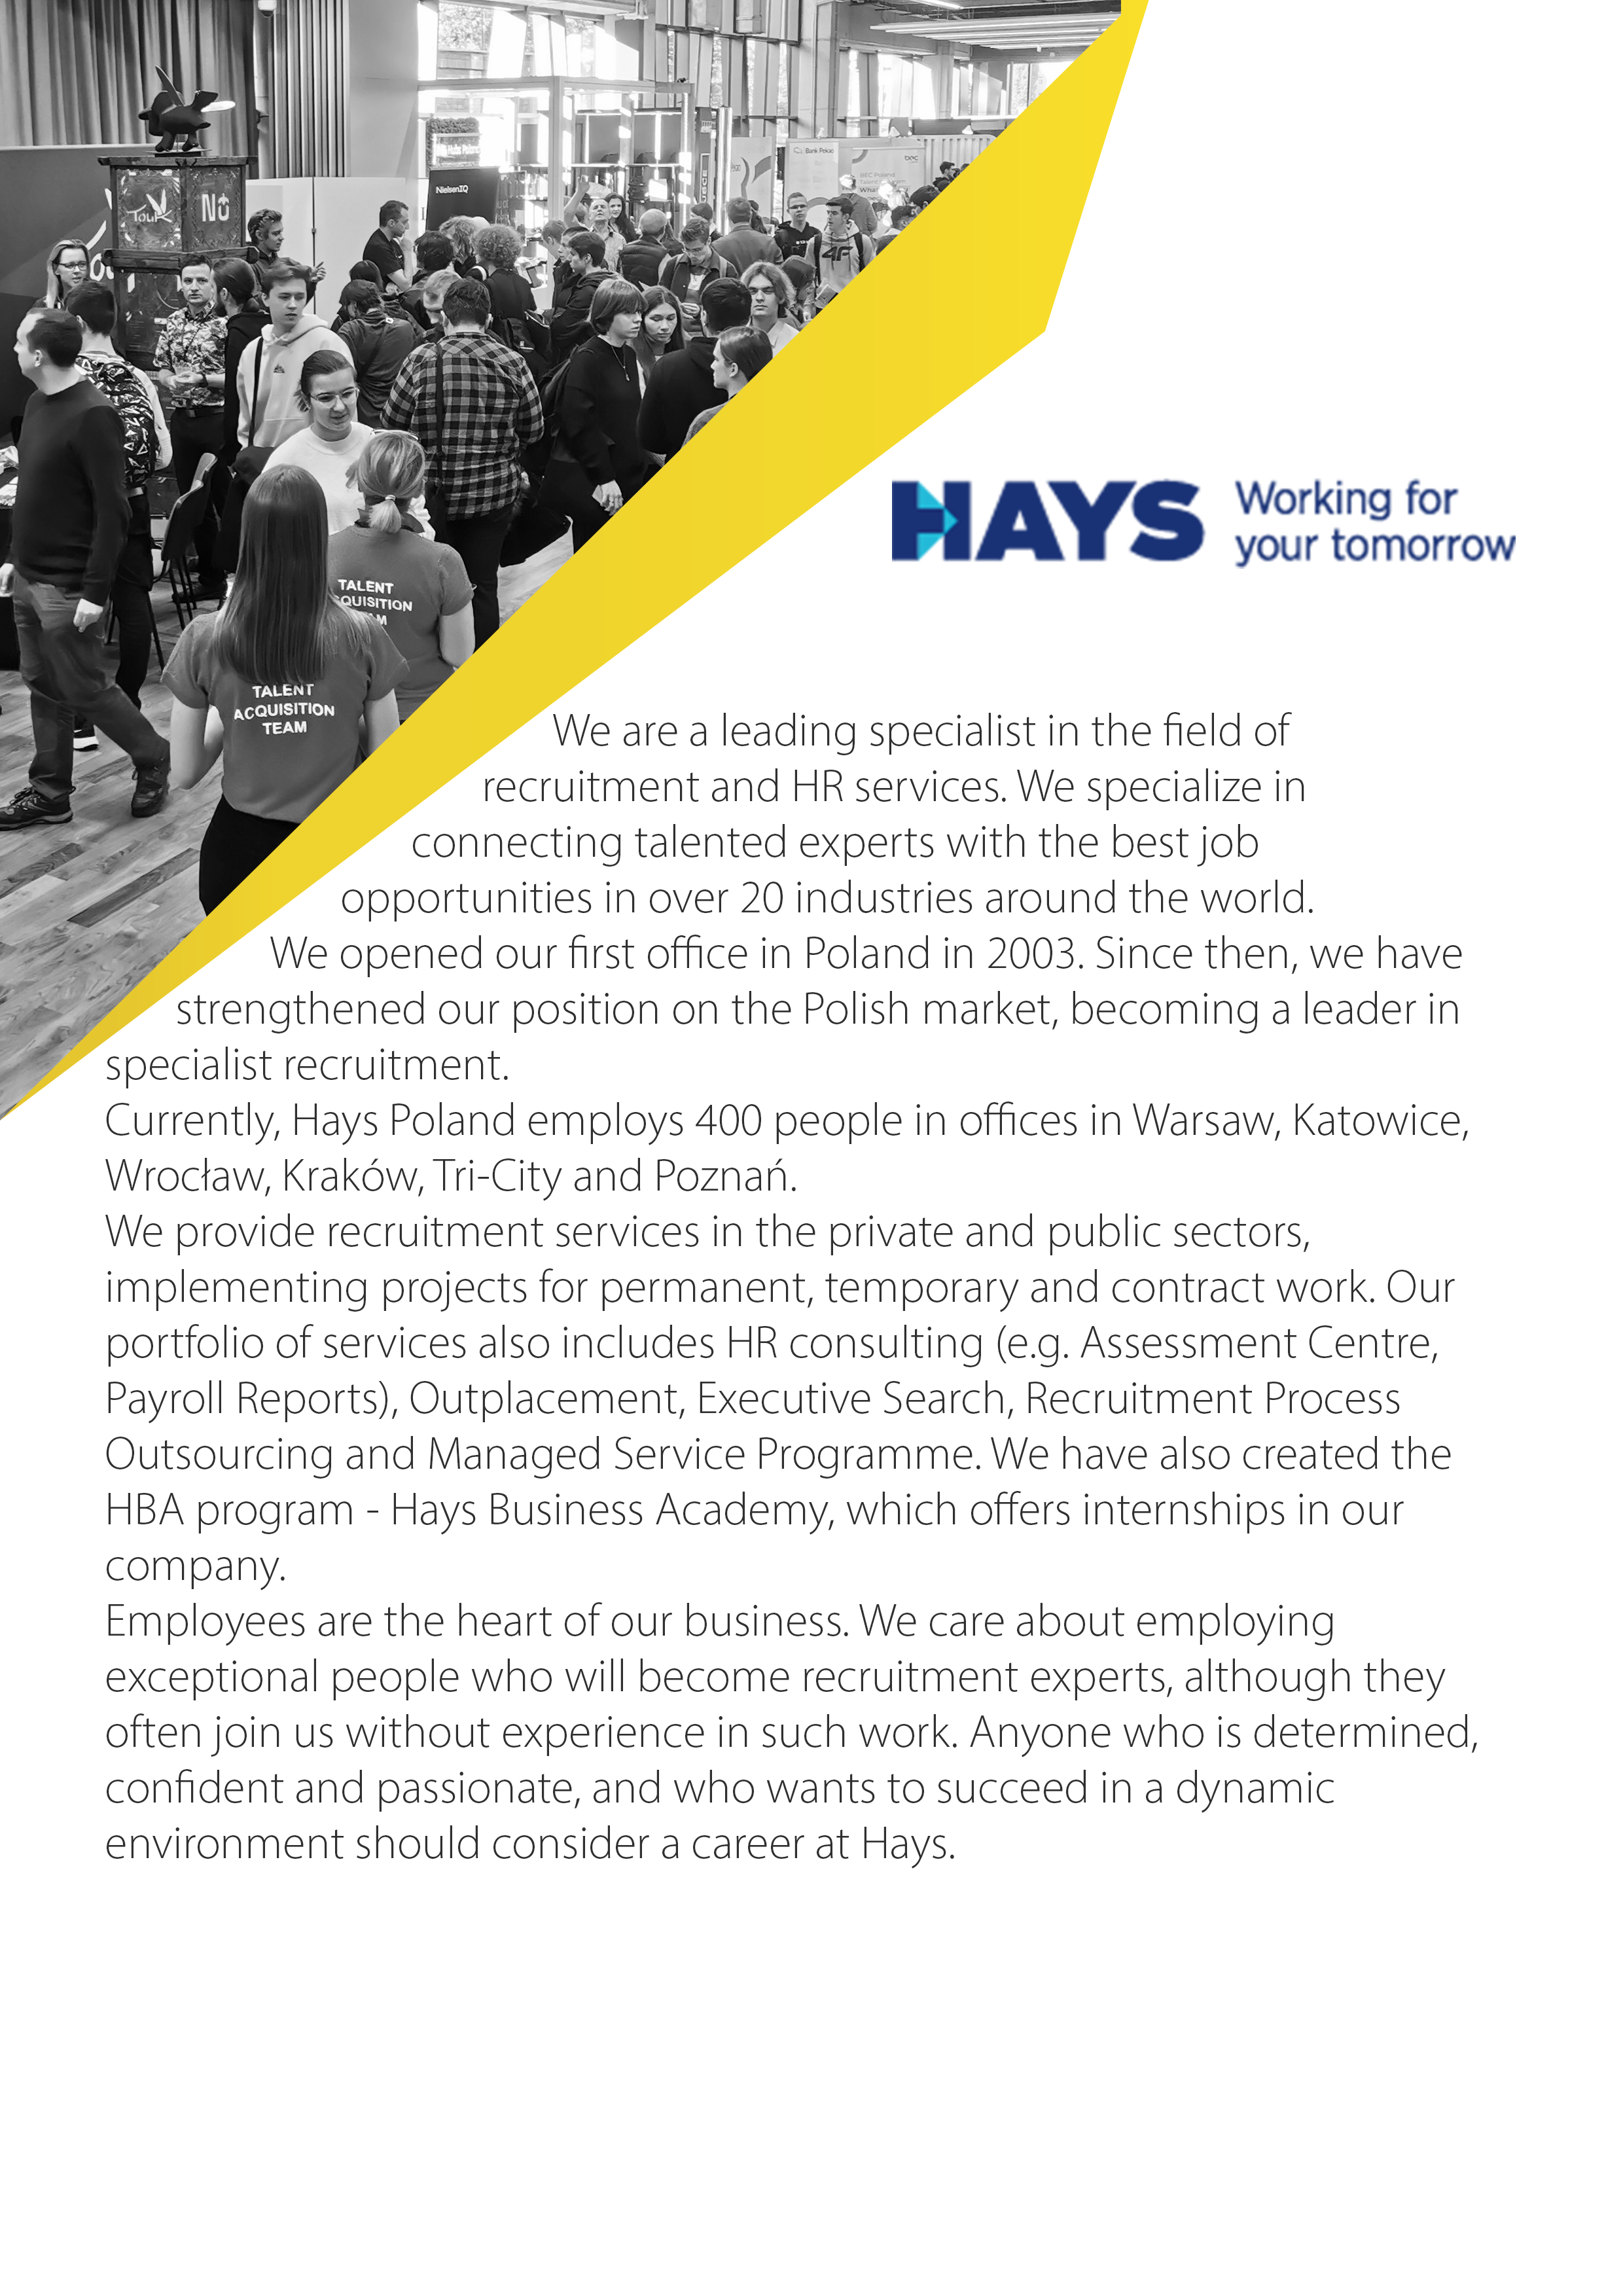 NU
NielsenIQ
Bank Pekao
4F
TALENT
QUISITION
M
TALENT
ACQUISITION
TEAM
HAYS Working for
your tomorrow
We are a leading specialist in the field of
recruitment and HR services. We specialize in
connecting talented experts with the best job
opportunities in over 20 industries around the world.
We opened our first office in Poland in 2003. Since then, we have
strengthened our position on the Polish market, becoming a leader in
specialist recruitment.
Currently, Hays Poland employs 400 people in offices in Warsaw, Katowice,
Wrocław, Kraków, Tri-City and Poznań.
We provide recruitment services in the private and public sectors,
implementing projects for permanent, temporary and contract work. Our
portfolio of services also includes HR consulting (e.g. Assessment Centre,
Payroll Reports), Outplacement, Executive Search, Recruitment Process
Outsourcing and Managed Service Programme. We have also created the
HBA program - Hays Business Academy, which offers internships in our
company.
Employees are the heart of our business. We care about employing
exceptional people who will become recruitment experts, although they
often join us without experience in such work. Anyone who is determined,
confident and passionate, and who wants to succeed in a dynamic
environment should consider a career at Hays.